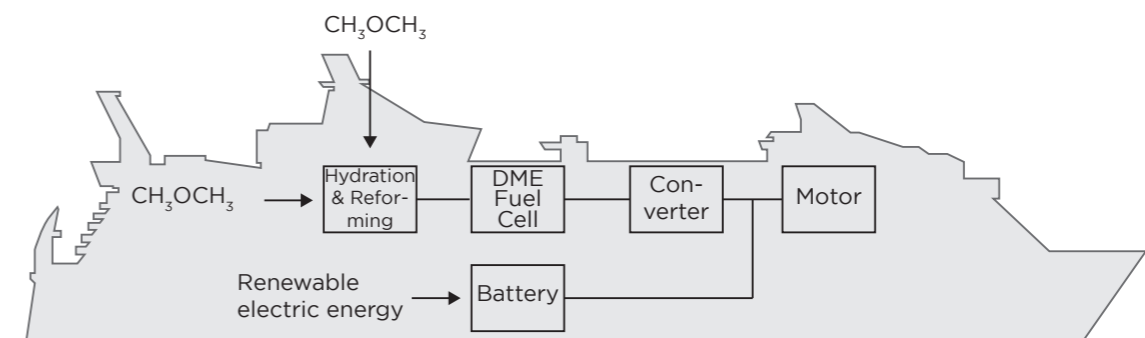 CH₃OCH₃
CH₃OCH₃
Hydration
& Refor-
ming
DME
Fuel
Cell
Con-
verter
Motor
Renewable
electric energy
Battery